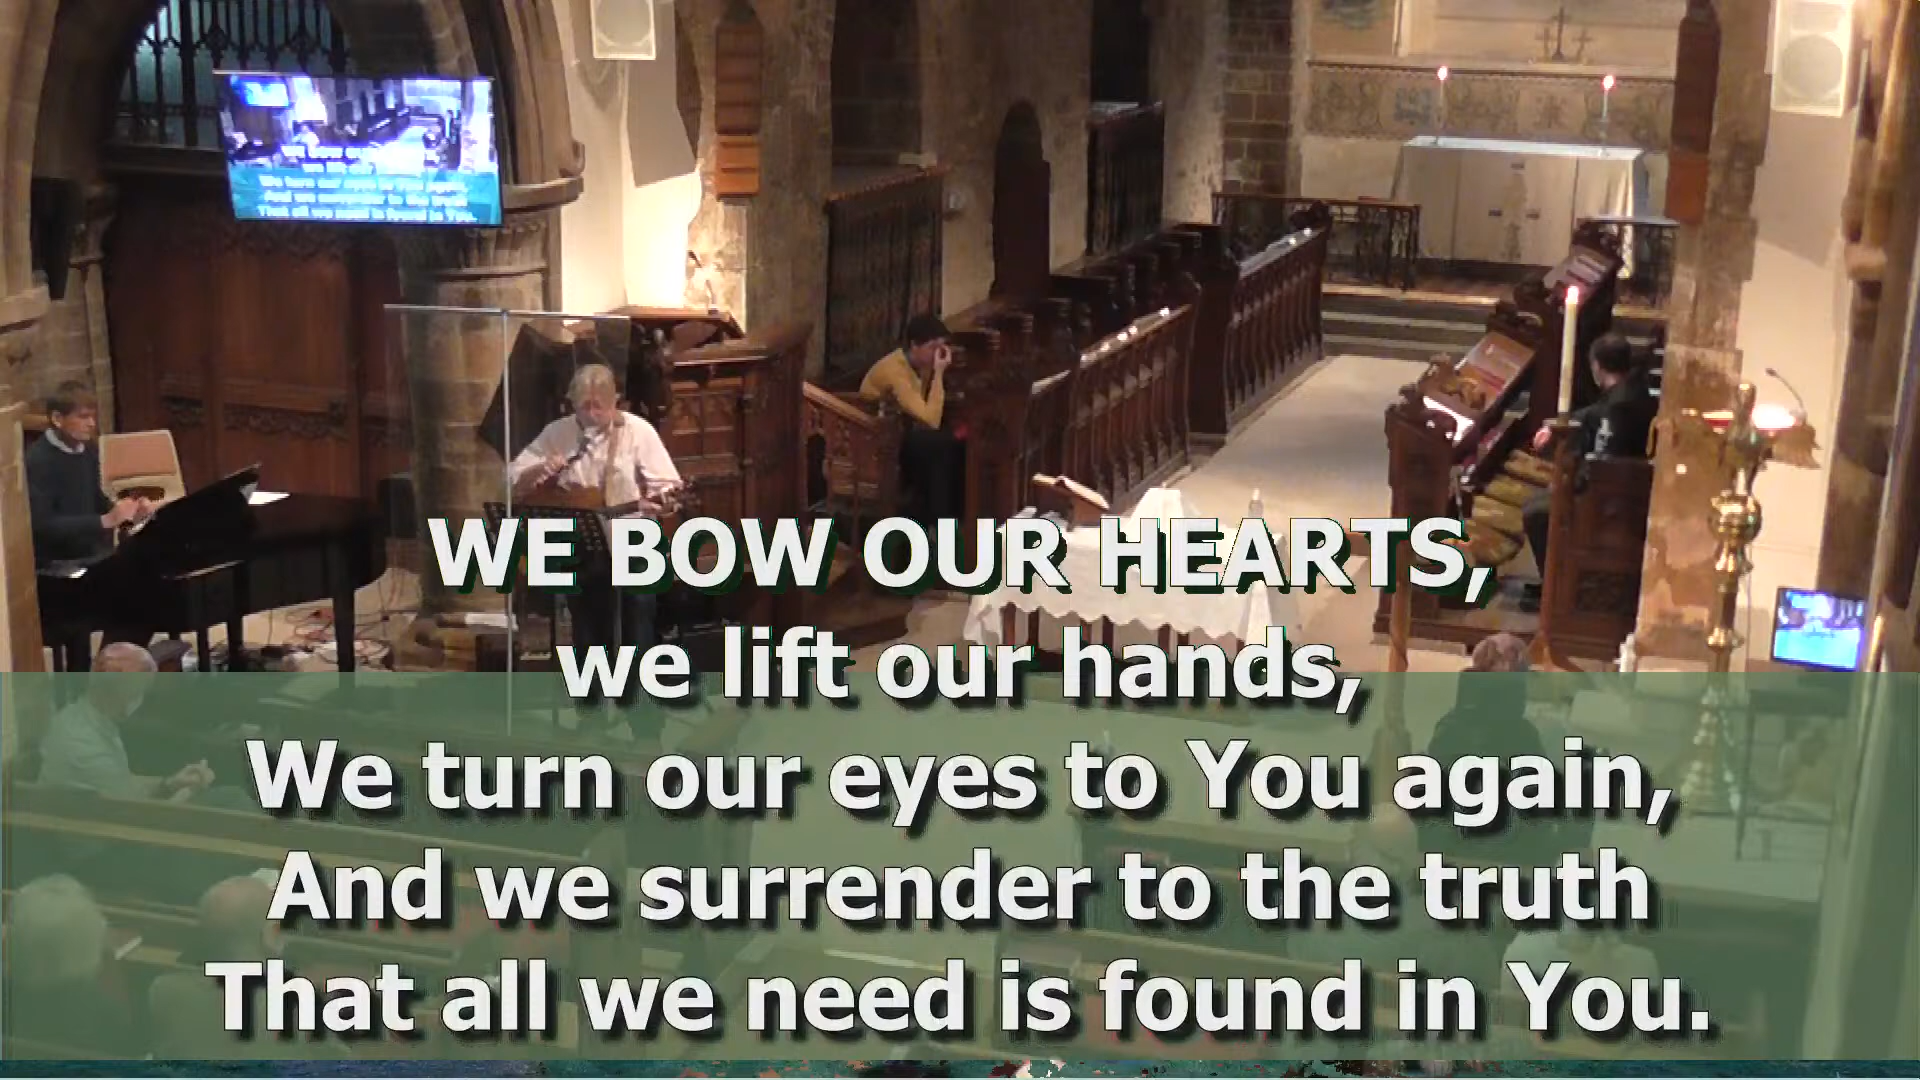 WE BOW OUR HEARTS,
we lift our hands,
We turn our eyes to You again,
And we surrender to the truth
That all we need is found in You.